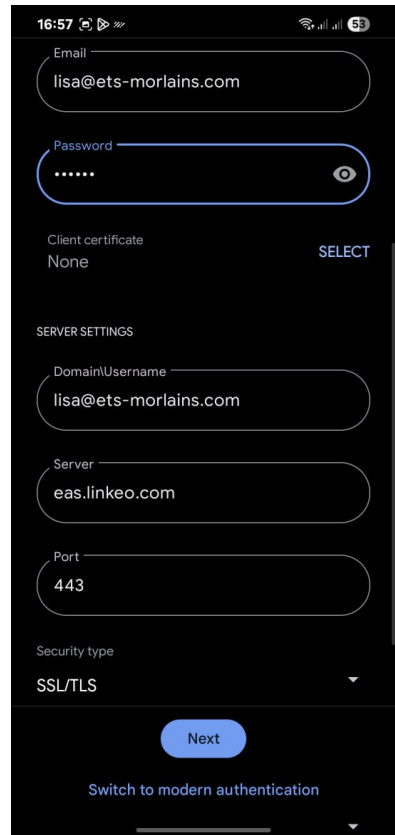 16:57
53
Email
lisa@ets-morlains.com
Password
••••••
Client certificate
None
SELECT
SERVER SETTINGS
Domain\Username
lisa@ets-morlains.com
Server
eas.linkeo.com
Port
443
Security type
SSL/TLS
Next
Switch to modern authentication